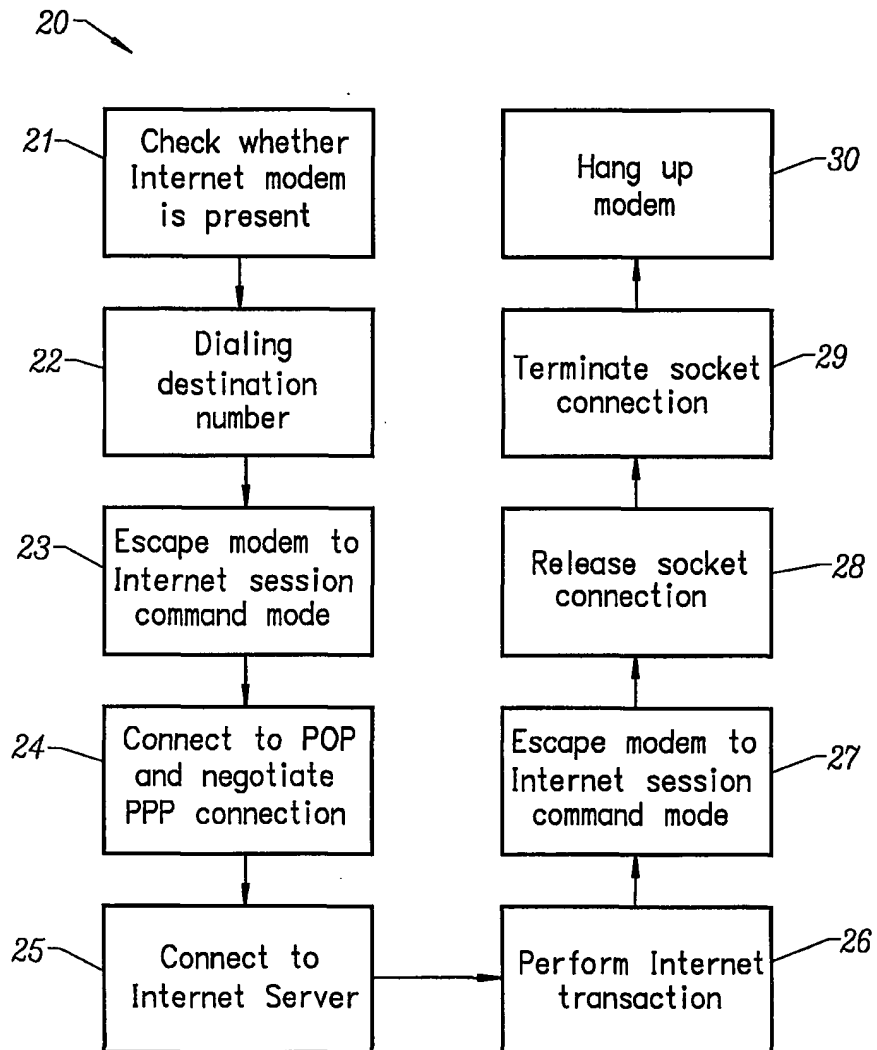 20
21
Check whether
Internet modem
is present
22
Dialing
destination
number
23
Escape modem to
Internet session
command mode
24
Connect to POP
and negotiate
PPP connection
25
Connect to
Internet Server
26
Perform Internet
transaction
27
Escape modem to
Internet session
command mode
28
Release socket
connection
29
Terminate socket
connection
30
Hang up
modem